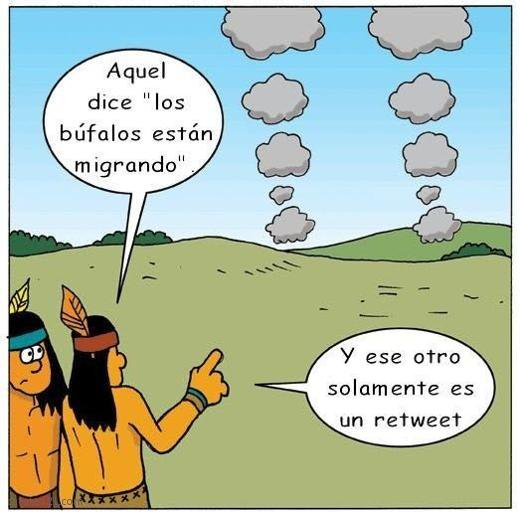 Aquel
dice "los
búfalos están
migrando".
Y ese otro
solamente es
un retweet